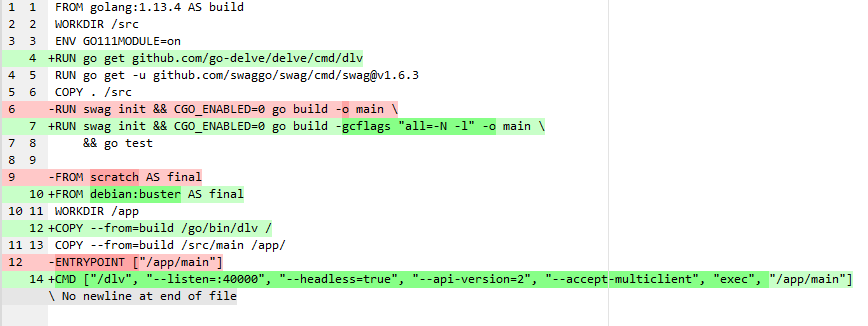 1 1 FROM golang:1.13.4 AS build
2 2 WORKDIR /src
3 3 ENV GO111MODULE=on
4 +RUN go get github.com/go-delve/delve/cmd/dlv
4 5 RUN go get -u github.com/swaggo/swag/cmd/swag@v1.6.3
5 6 COPY . /src
6 -RUN swag init && CGO_ENABLED=0 go build -o main \
7 +RUN swag init && CGO_ENABLED=0 go build -gcflags "all=-N -l" -o main \
7 8 && go test
8 9
9 -FROM scratch AS final
10 +FROM debian:buster AS final
10 11 WORKDIR /app
12 +COPY --from=build /go/bin/dlv /
11 13 COPY --from=build /src/main /app/
12 -ENTRYPOINT ["/app/main"]
14 +CMD ["/dlv", "--listen=:40000", "--headless=true", "--api-version=2", "--accept-multiclient", "exec", "/app/main"]
\ No newline at end of file